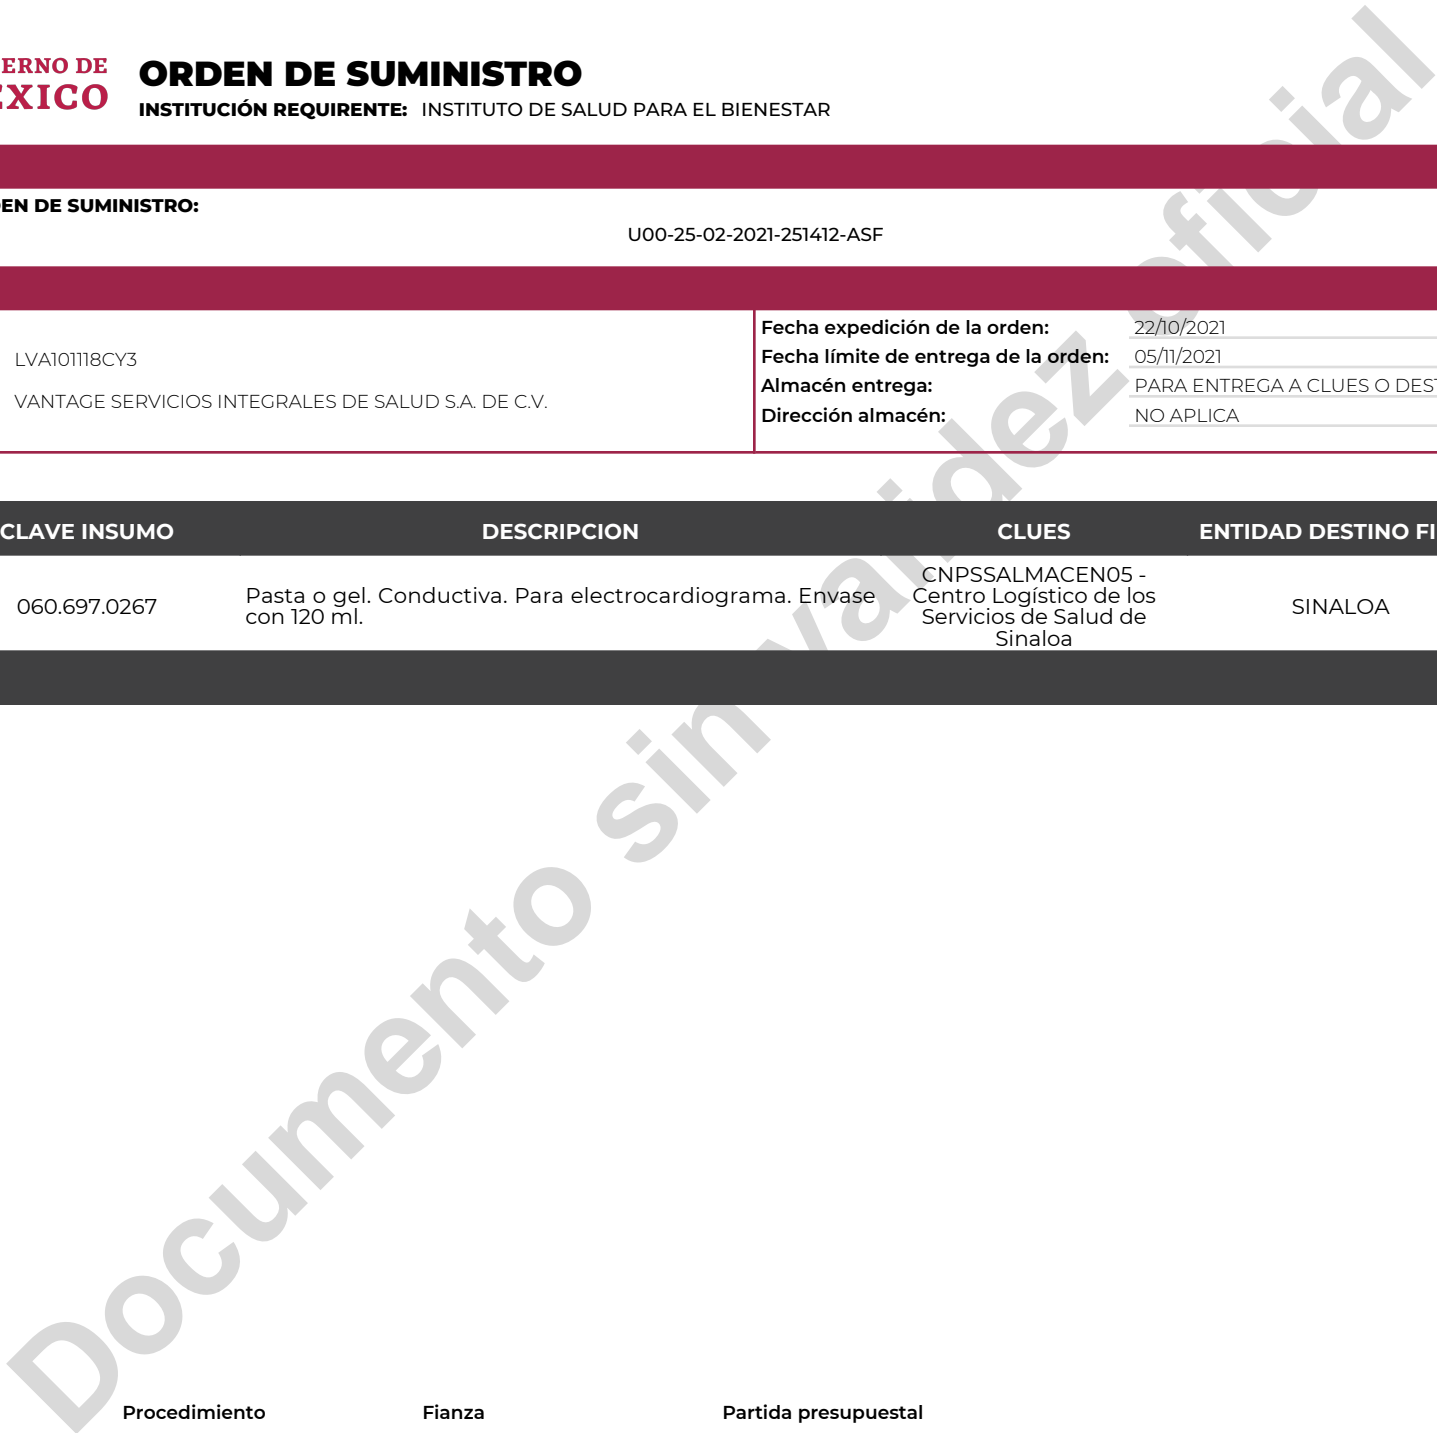 ERNO DE
EXICO
ORDEN DE SUMINISTRO
INSTITUCIÓN REQUIRENTE: INSTITUTO DE SALUD PARA EL BIENESTAR
EN DE SUMINISTRO:
U00-25-02-2021-251412-ASF
LVA101118CY3
VANTAGE SERVICIOS INTEGRALES DE SALUD S.A. DE C.V.
Fecha expedición de la orden: 22/10/2021
Fecha límite de entrega de la orden: 05/11/2021
Almacén entrega: PARA ENTREGA A CLUES O DEST
Dirección almacén: NO APLICA
CLAVE INSUMO DESCRIPCION CLUES ENTIDAD DESTINO FI
060.697.0267
Pasta o gel. Conductiva. Para electrocardiograma. Envase
con 120 ml.
CNPSSALMACEN05 -
Centro Logístico de los
Servicios de Salud de
Sinaloa
SINALOA
Documento sin validez oficial
Procedimiento Fianza Partida presupuestal